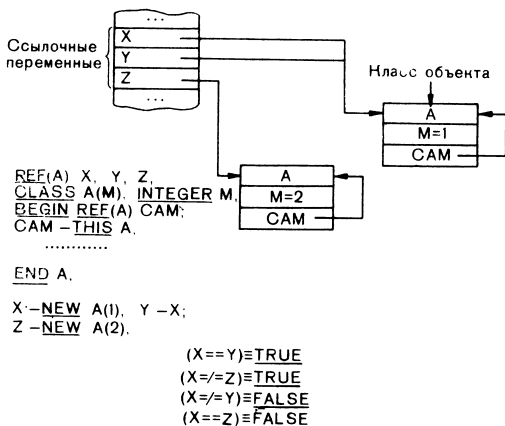 ...
X
Ссылочные переменные
Y
Z
...
Класс объекта
A
M=1
CAM
A
M=2
CAM
REF(A) X, Y, Z,
CLASS A(M), INTEGER M,
BEGIN REF(A) CAM;
CAM –THIS A,
............
END A,
X·–NEW A(1), Y –X;
Z –NEW A(2),
(X==Y)≡TRUE
(X=/=Z)≡TRUE
(X=/=Y)≡FALSE
(X==Z)≡FALSE